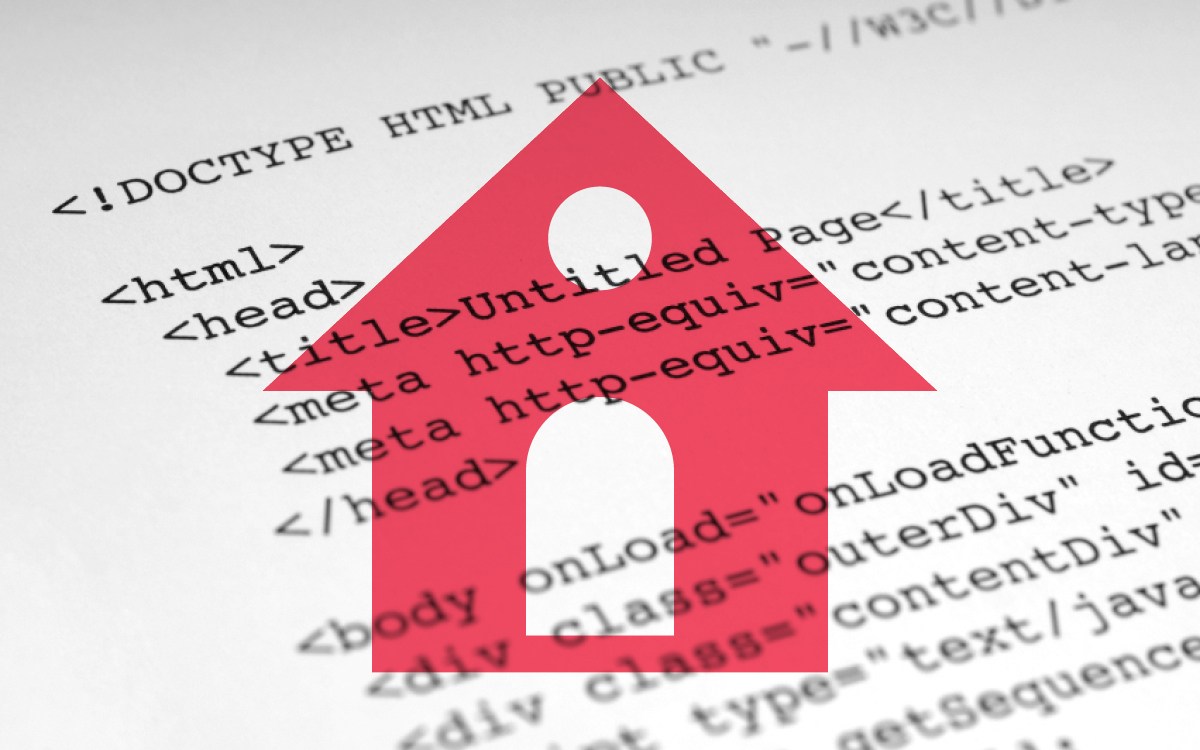 <!DOCTYPE HTML PUBLIC "-//W3C//
<html>
<head>
<title>Untitled Page</title>
<meta http-equiv="content-type
<meta http-equiv="content-lan
</head>
<body onLoad="onLoadFunctio
<div class="outerDiv" id=
<div class="contentDiv"
type="text/java
getSequence